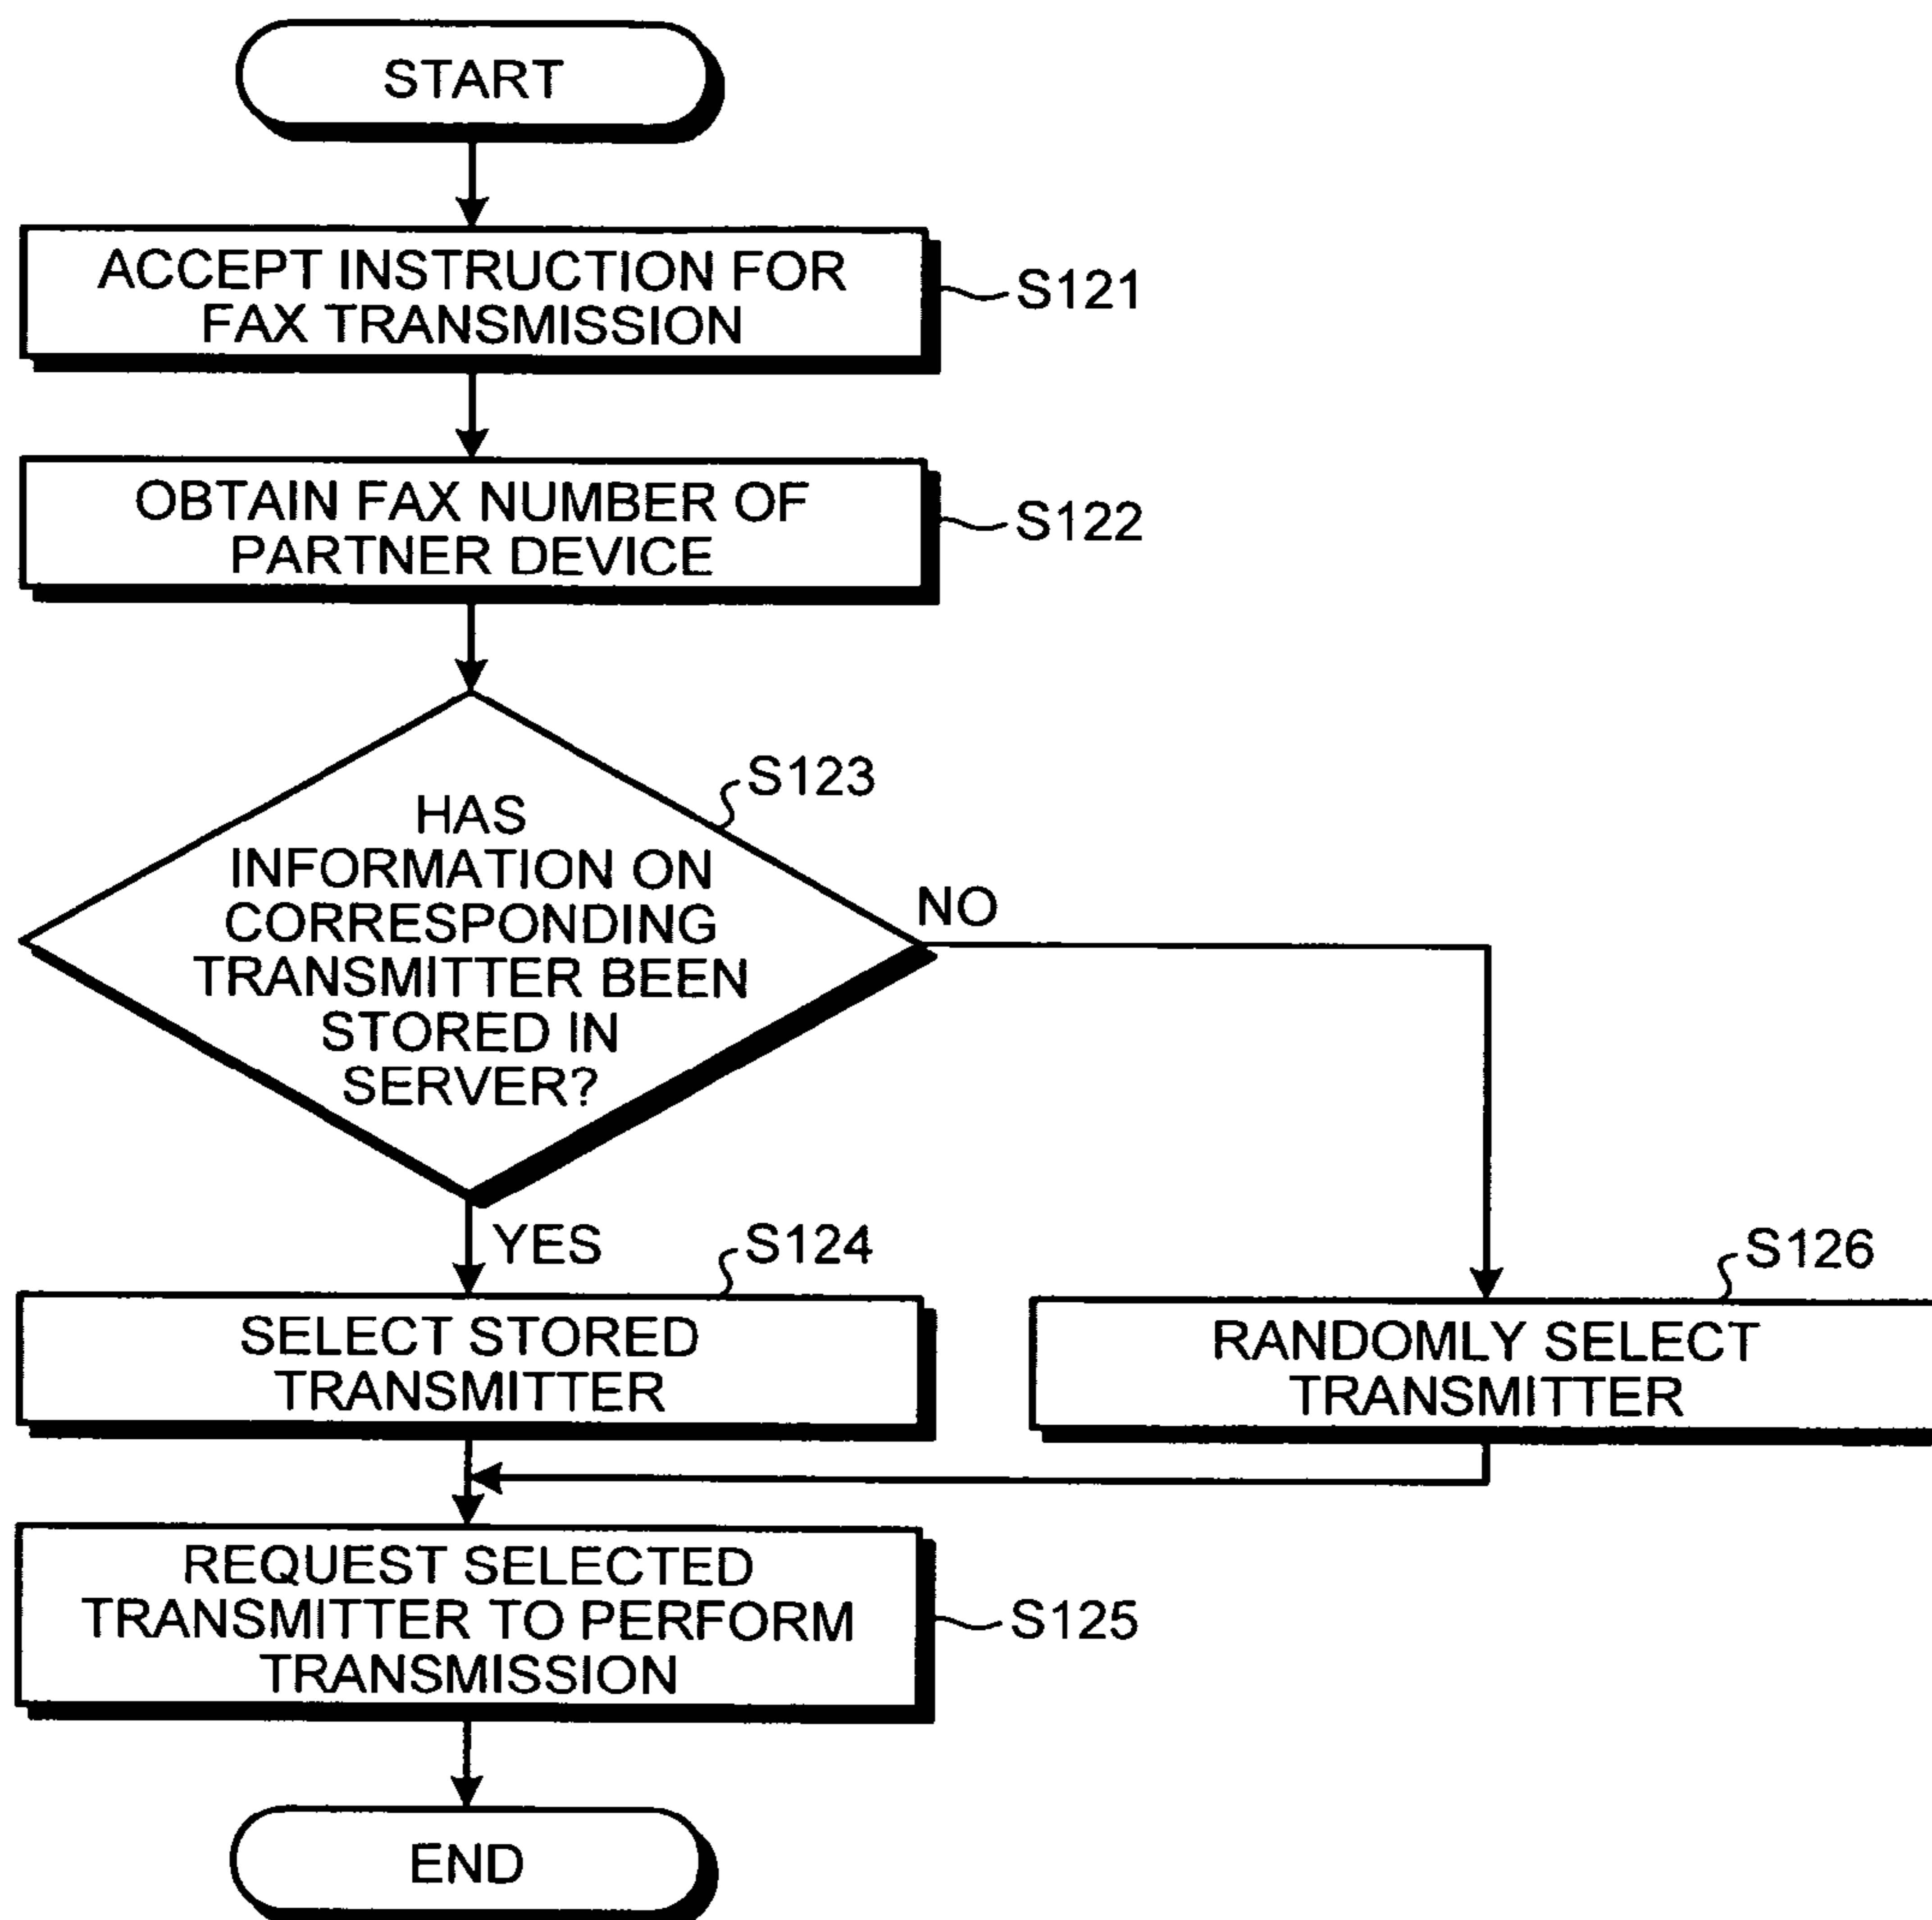 START
ACCEPT INSTRUCTION FOR
FAX TRANSMISSION
S121
OBTAIN FAX NUMBER OF
PARTNER DEVICE
S122
S123
HAS
INFORMATION ON
CORRESPONDING
TRANSMITTER BEEN
STORED IN
SERVER?
NO
YES
S124
SELECT STORED
TRANSMITTER
S126
RANDOMLY SELECT
TRANSMITTER
REQUEST SELECTED
TRANSMITTER TO PERFORM
TRANSMISSION
S125
END